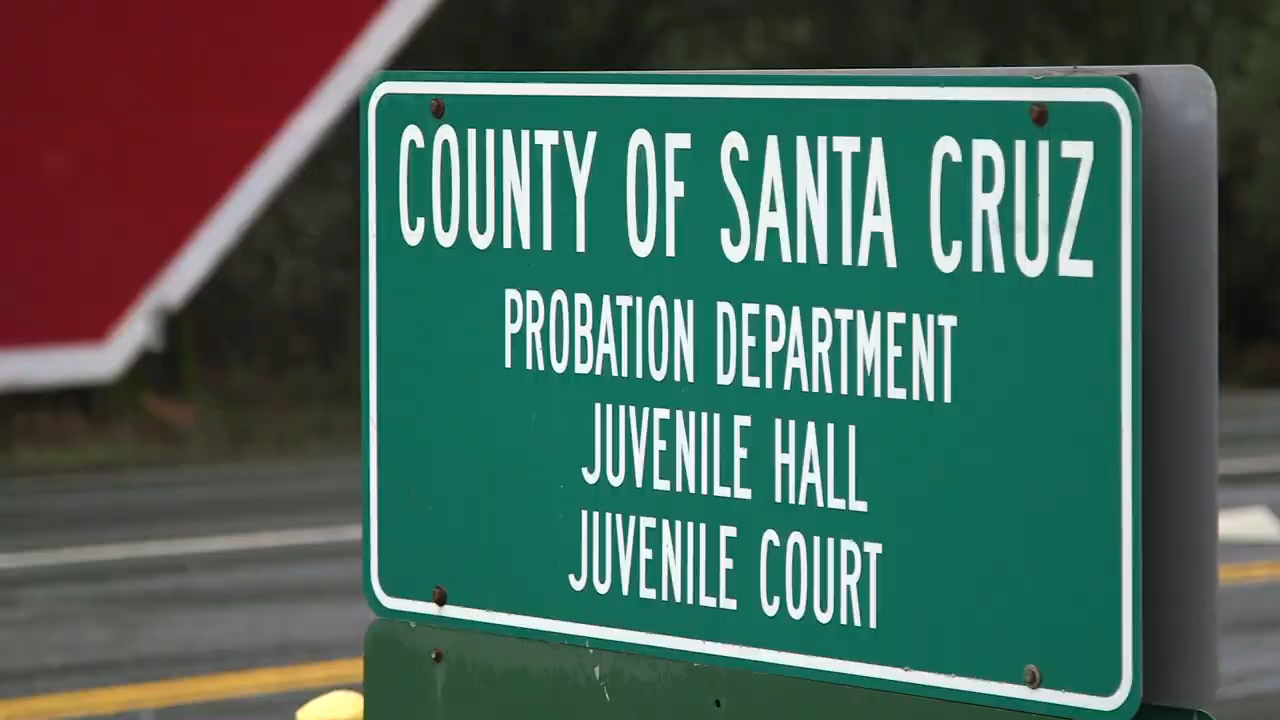 COUNTY OF SANTA CRUZ
PROBATION DEPARTMENT
JUVENILE HALL
JUVENILE COURT